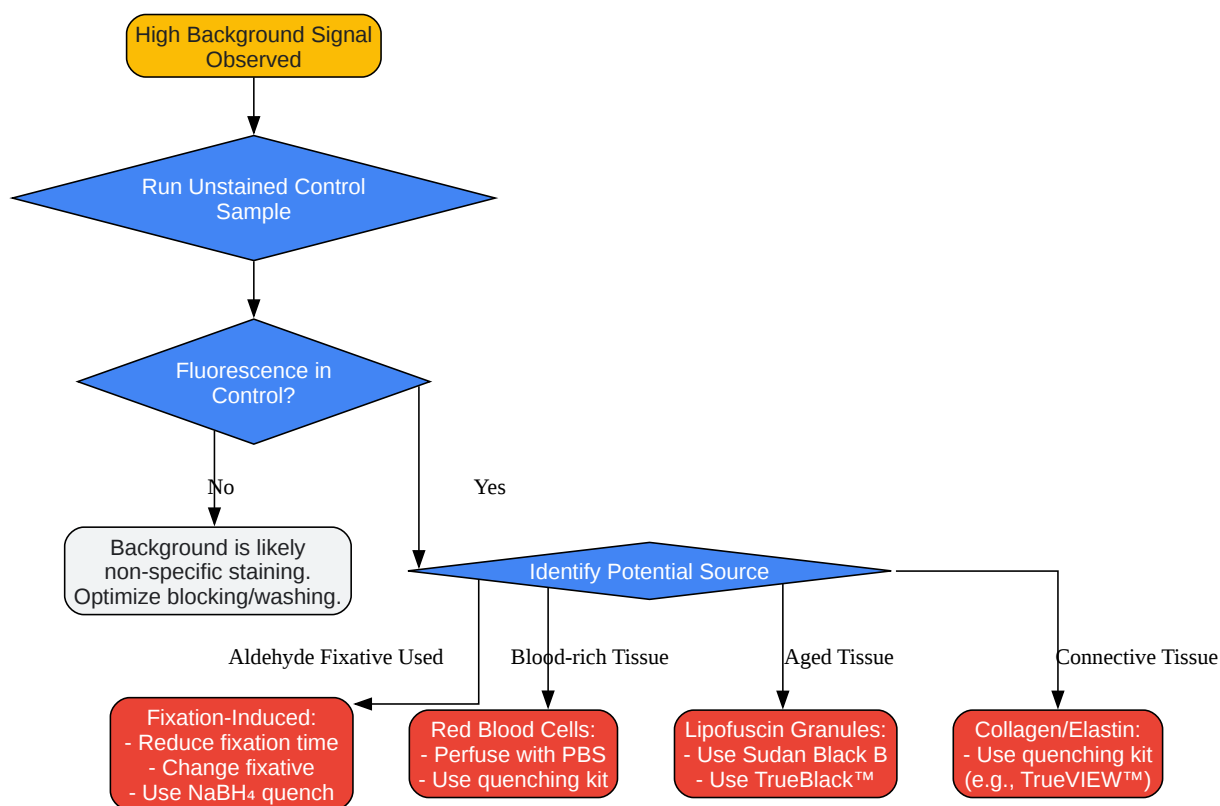 High Background Signal
Observed
Run Unstained Control
Sample
Fluorescence in
Control?
No
Yes
Background is likely
non-specific staining.
Optimize blocking/washing.
Identify Potential Source
Aldehyde Fixative Used
Blood-rich Tissue
Aged Tissue
Connective Tissue
Fixation-Induced:
- Reduce fixation time
- Change fixative
- Use NaBH₄ quench
Red Blood Cells:
- Perfuse with PBS
- Use quenching kit
Lipofuscin Granules:
- Use Sudan Black B
- Use TrueBlack™
Collagen/Elastin:
- Use quenching kit
(e.g., TrueVIEW™)